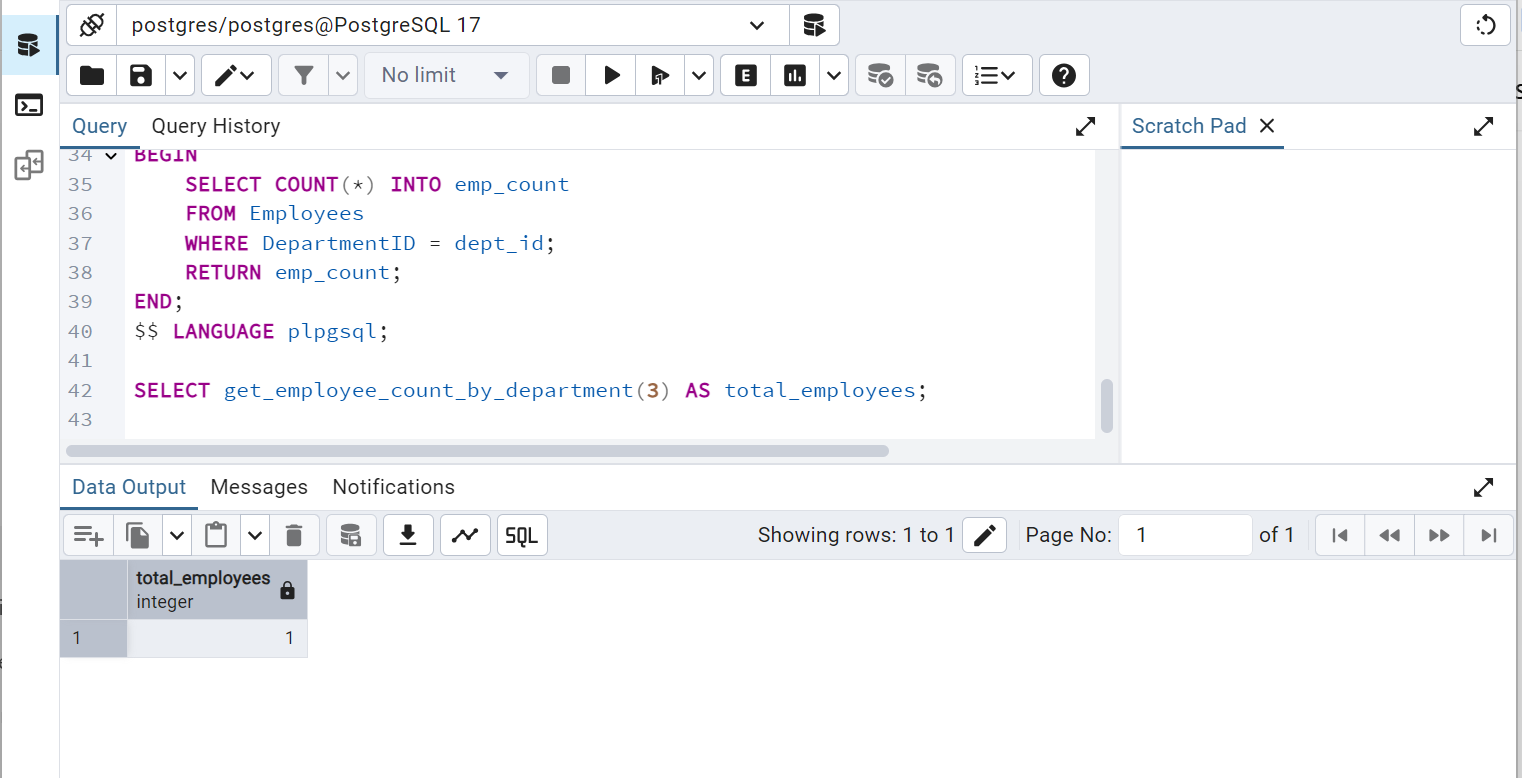 postgres/postgres@PostgreSQL 17
No limit
E
Query Query History
Scratch Pad
34 BEGIN
35 SELECT COUNT(*) INTO emp_count
36 FROM Employees
37 WHERE DepartmentID = dept_id;
38 RETURN emp_count;
39 END;
40 $$ LANGUAGE plpgsql;
41
42 SELECT get_employee_count_by_department(3) AS total_employees;
43
Data Output Messages Notifications
SQL Showing rows: 1 to 1 Page No: 1 of 1
total_employees
integer
1 1